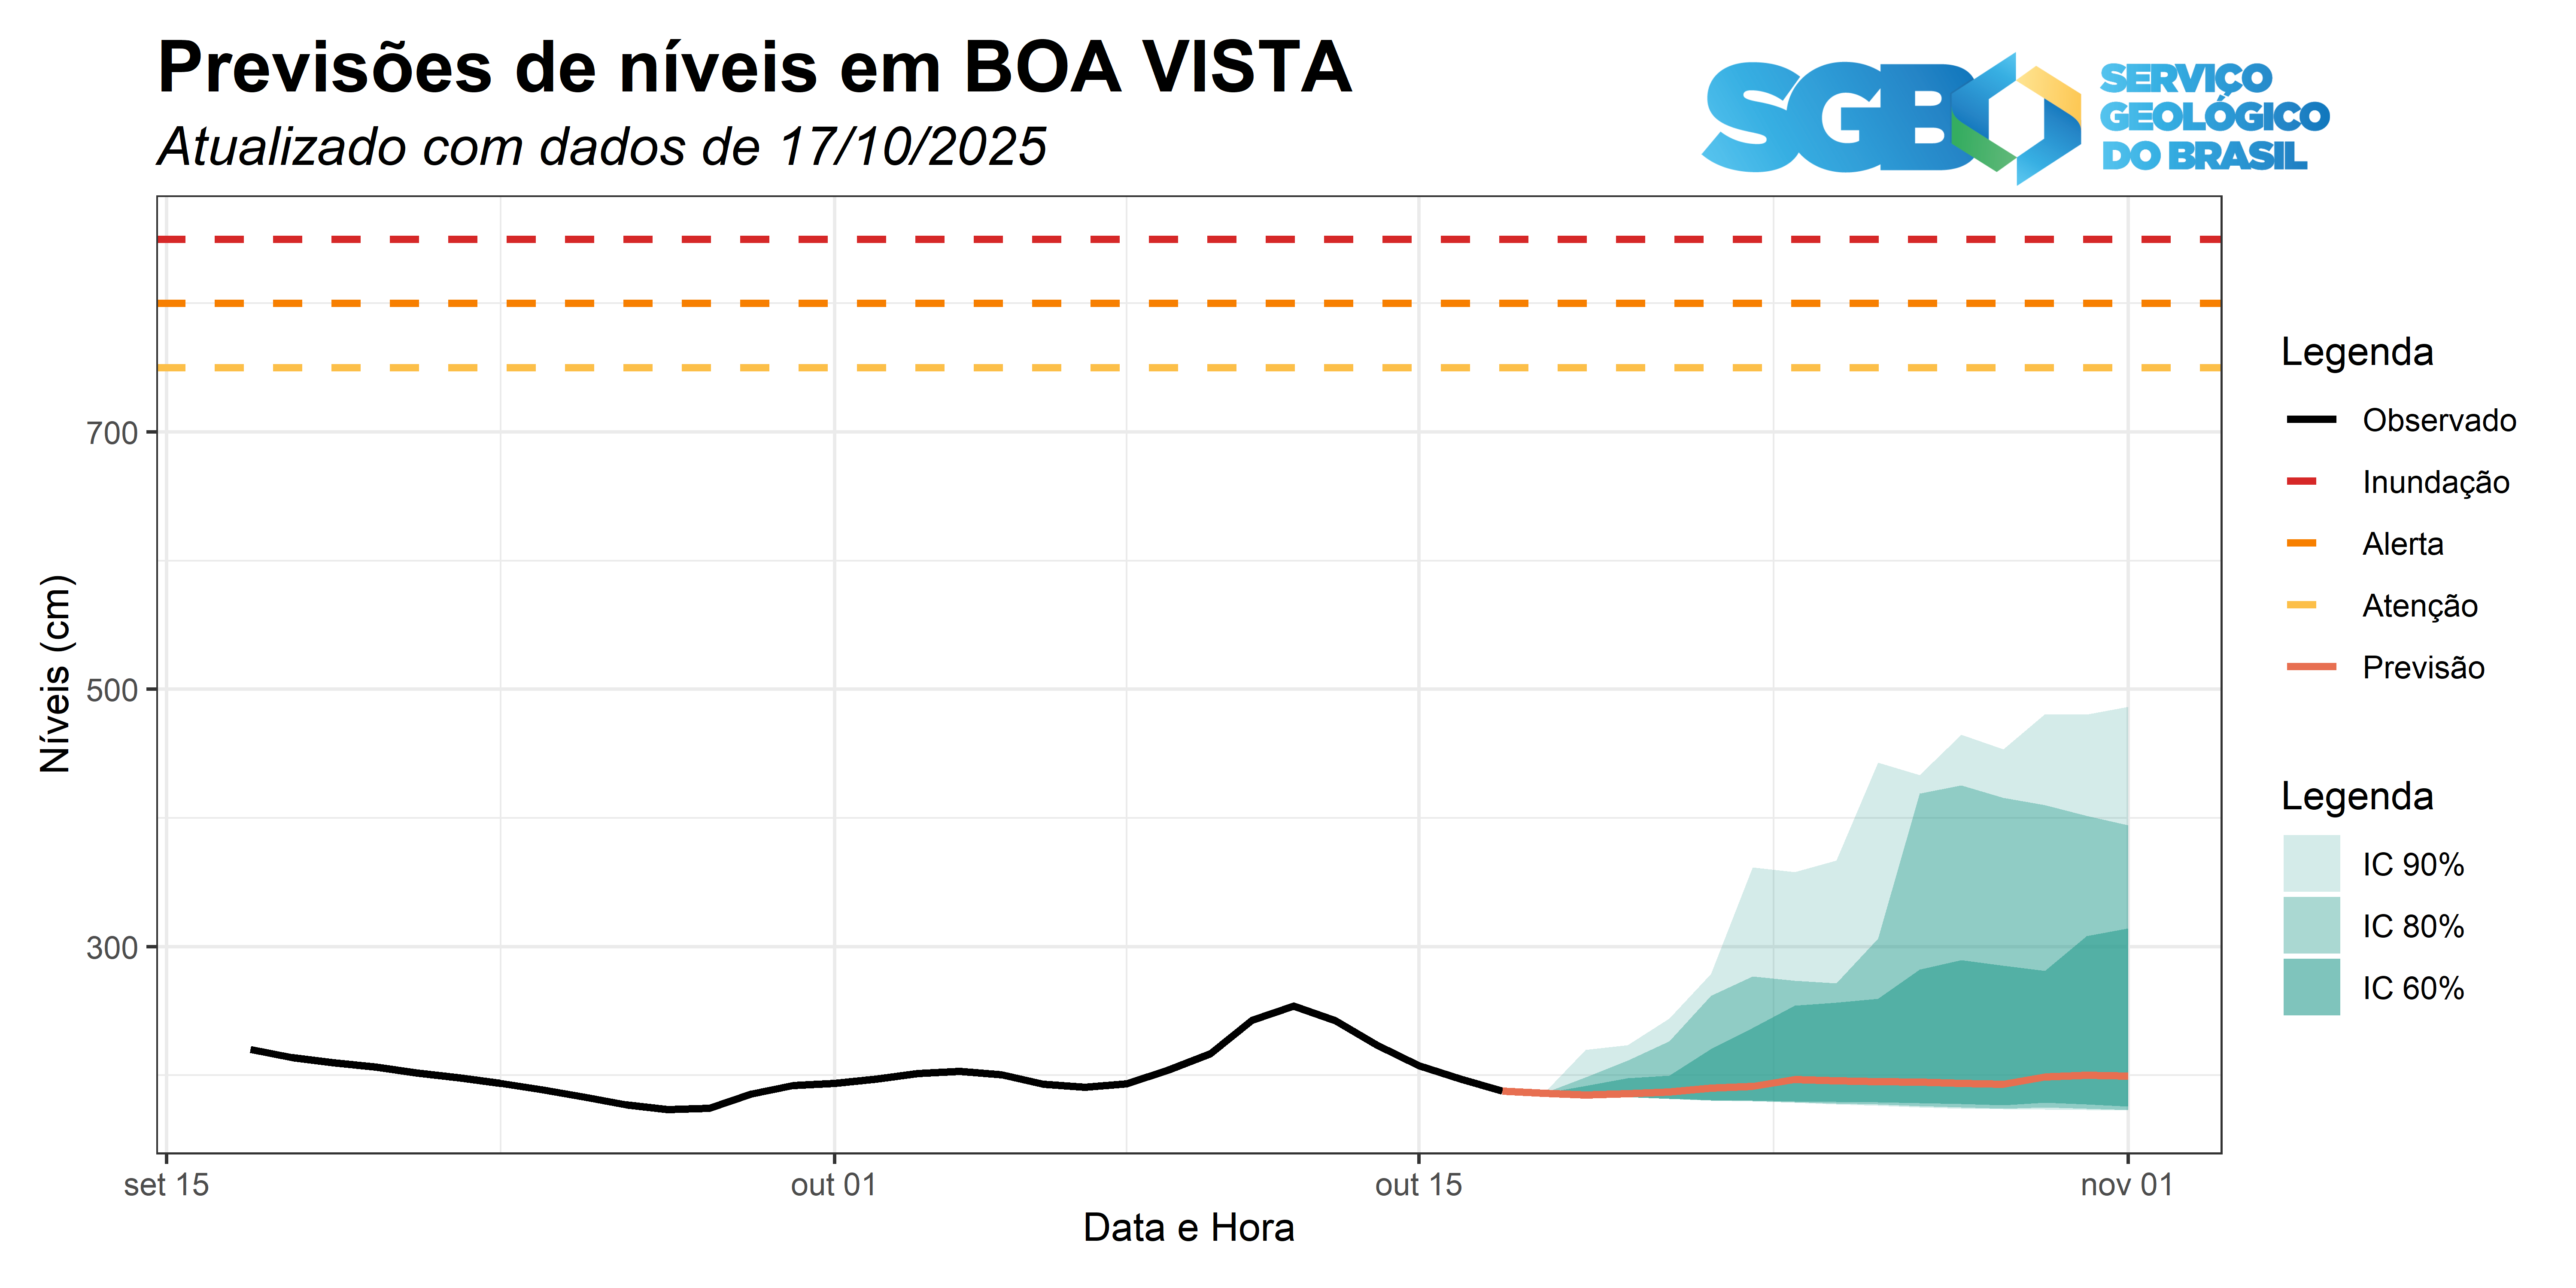 Previsões de níveis em BOA VISTA
Atualizado com dados de 17/10/2025
SGB
SERVIÇO
GEOLÓGICO
DO BRASIL
Níveis (cm)
700
500
300
set 15
out 01
out 15
nov 01
Data e Hora
Legenda
Observado
Inundação
Alerta
Atenção
Previsão
Legenda
IC 90%
IC 80%
IC 60%